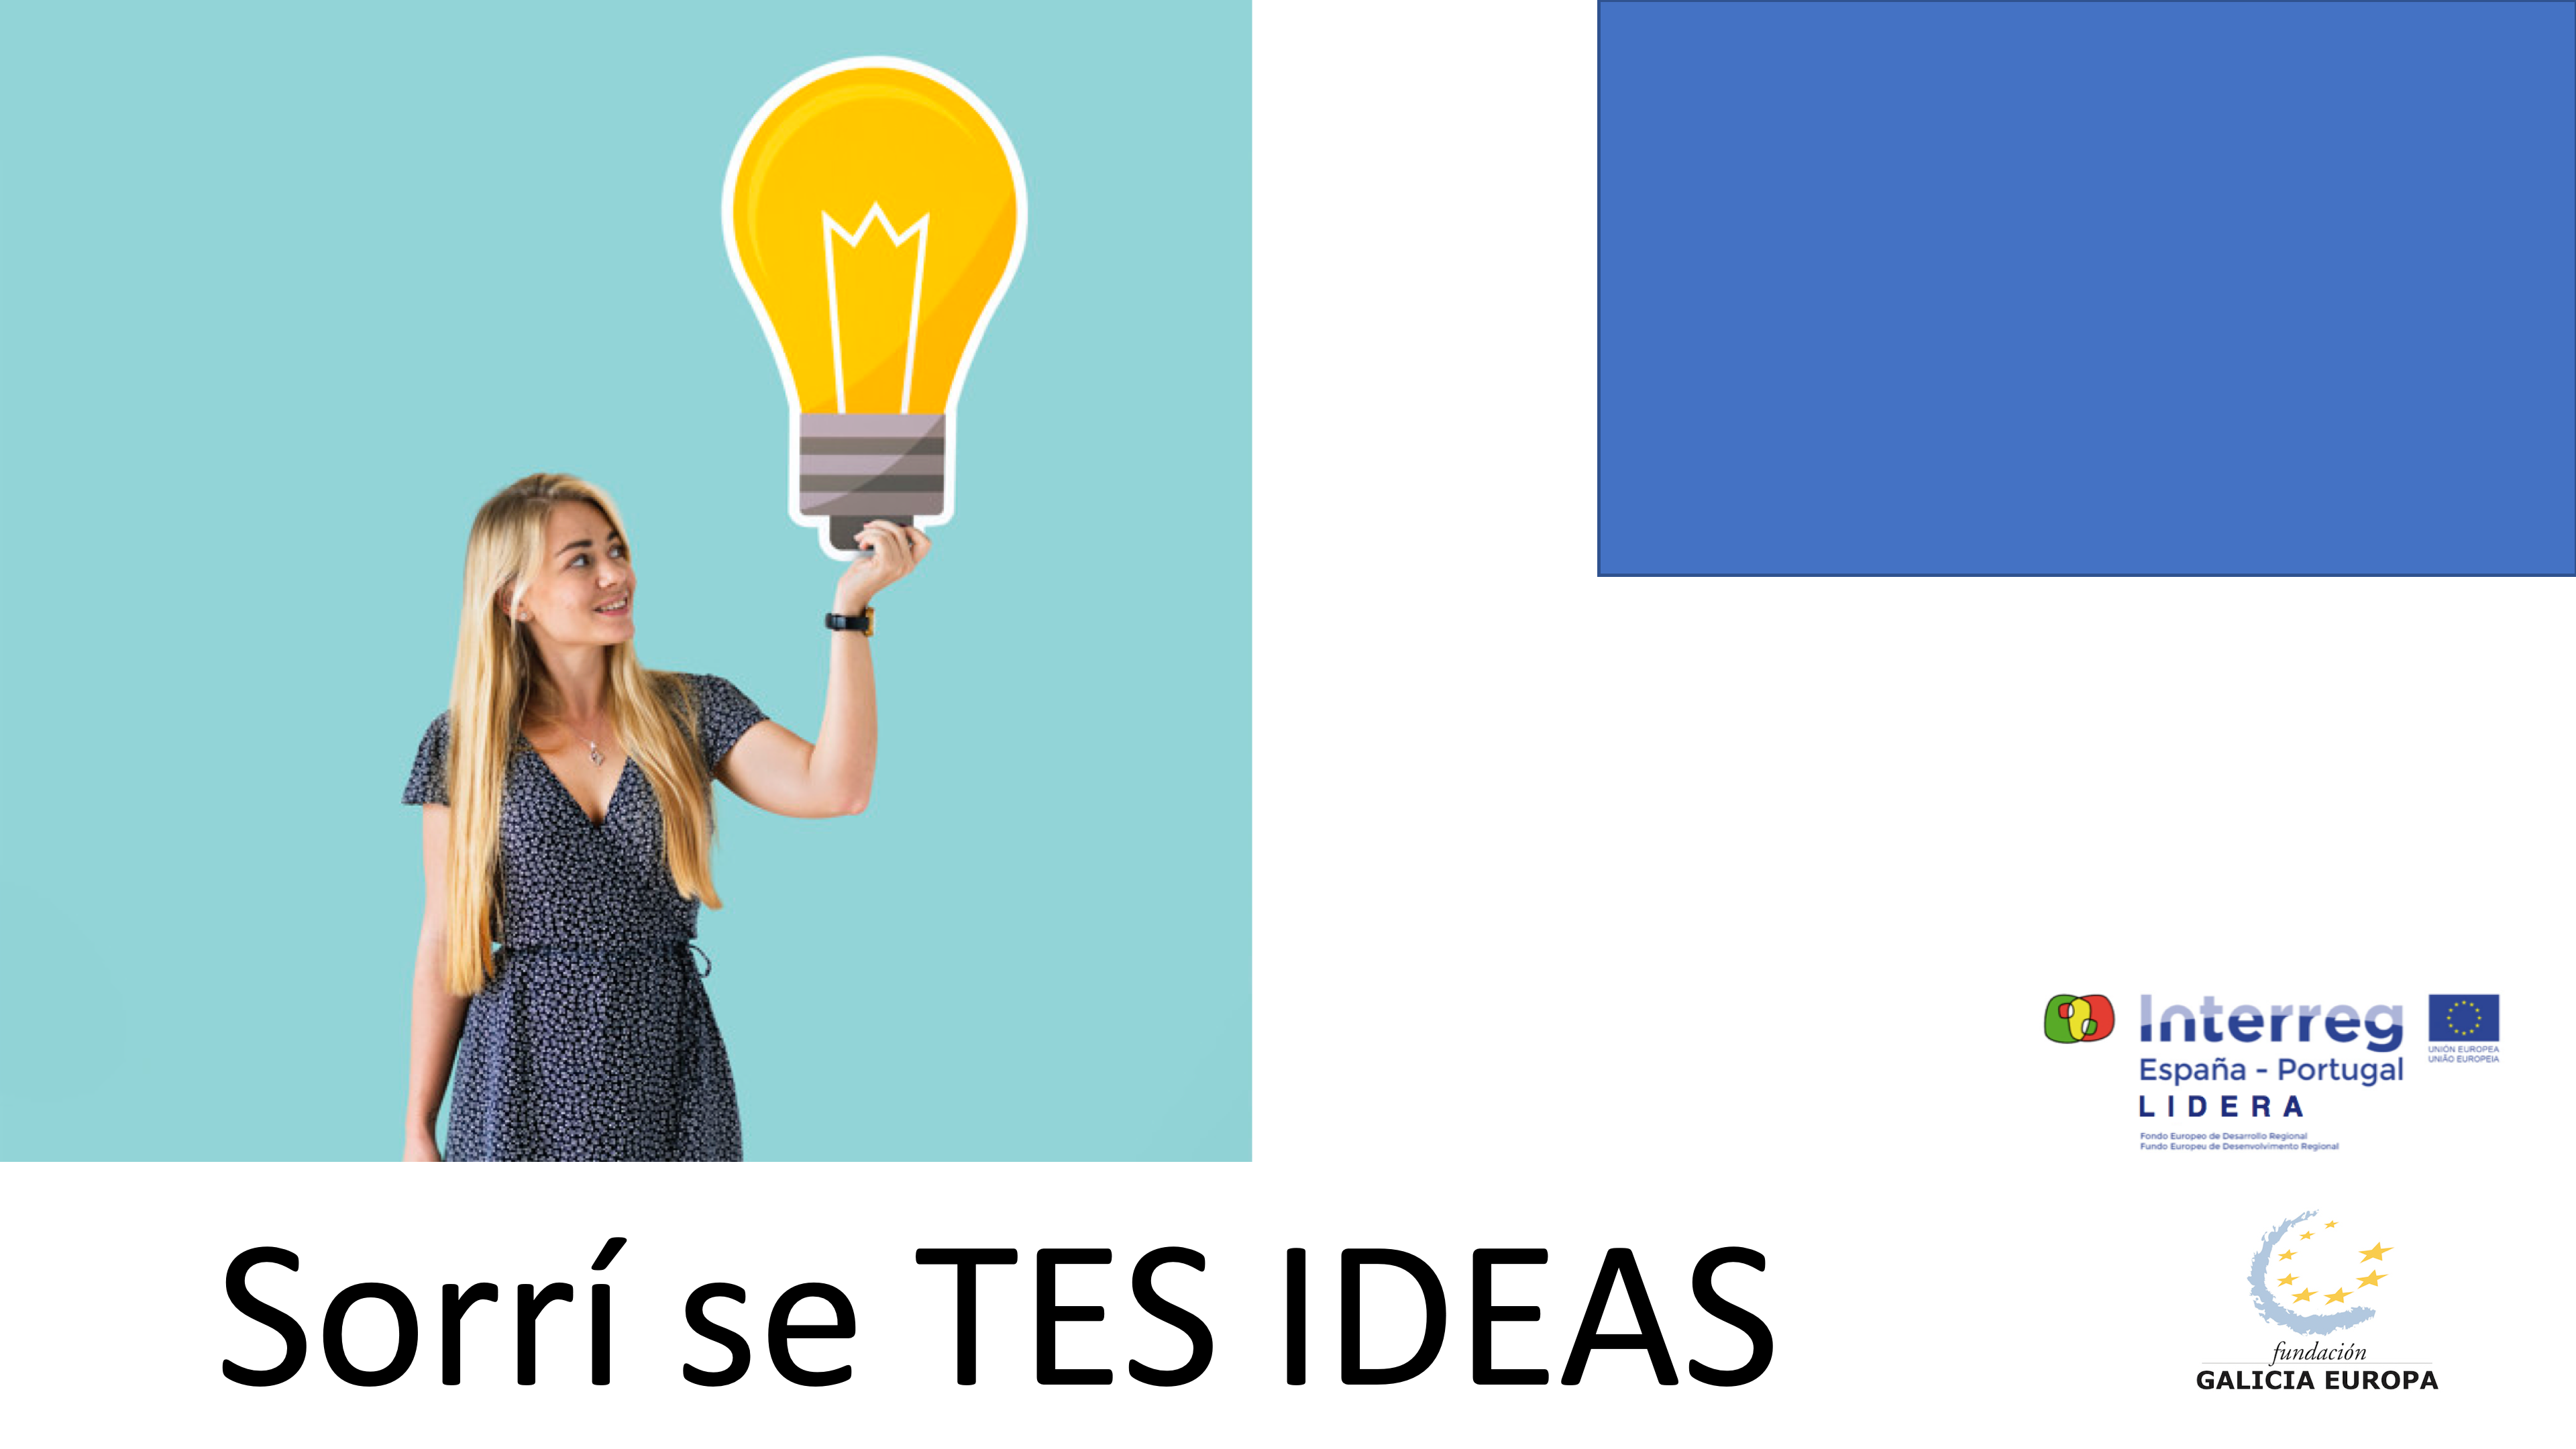 Interreg
España - Portugal
LIDERA
Fondo Europeo de Desarrollo Regional
Fundo Europeu de Desenvolvimento Regional
UNIÓN EUROPEA
UNIÃO EUROPEIA
Sorrí se TES IDEAS
fundación
GALICIA EUROPA